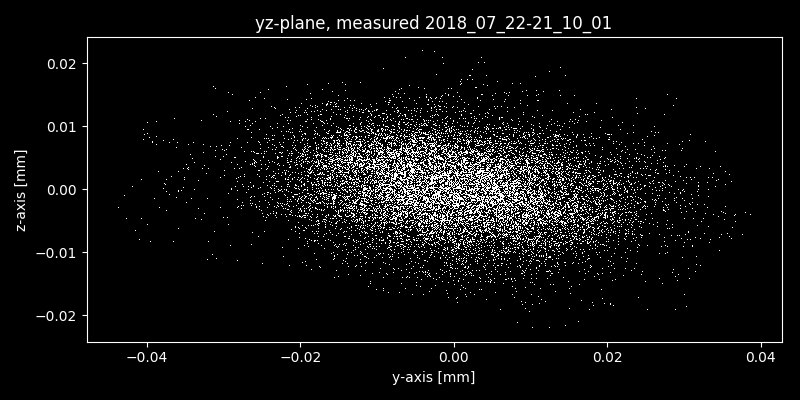 yz-plane, measured 2018_07_22-21_10_01
0.02
0.01
0.00
−0.01
−0.02
z-axis [mm]
−0.04 −0.02 0.00 0.02 0.04
y-axis [mm]